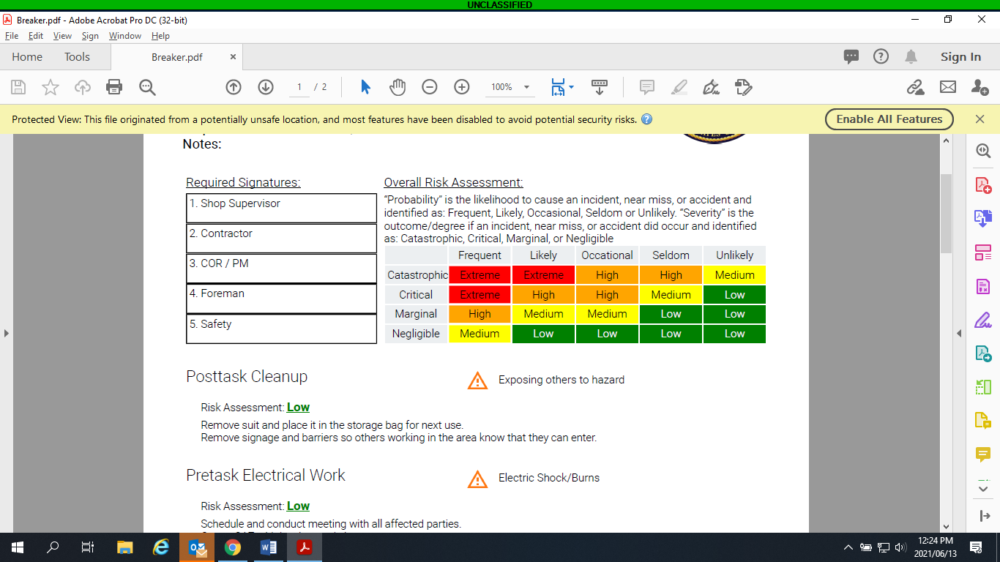 UNCLASSIFIED
Breaker.pdf - Adobe Acrobat Pro DC (32-bit)
File Edit View Sign Window Help
Home Tools Breaker.pdf × Sign In
1 / 2 100%
Protected View: This file originated from a potentially unsafe location, and most features have been disabled to avoid potential security risks. Enable All Features
Notes:
Required Signatures:
1. Shop Supervisor
2. Contractor
3. COR / PM
4. Foreman
5. Safety
Overall Risk Assessment:
“Probability” is the likelihood to cause an incident, near miss, or accident and
identified as: Frequent, Likely, Occasional, Seldom or Unlikely. “Severity” is the
outcome/degree if an incident, near miss, or accident did occur and identified
as: Catastrophic, Critical, Marginal, or Negligible
Frequent Likely Occational Seldom Unlikely
Catastrophic Extreme Extreme High High Medium
Critical Extreme High High Medium Low
Marginal High Medium Medium Low Low
Negligible Medium Low Low Low Low
Posttask Cleanup
Exposing others to hazard
Risk Assessment: Low
Remove suit and place it in the storage bag for next use.
Remove signage and barriers so others working in the area know that they can enter.
Pretask Electrical Work
Electric Shock/Burns
Risk Assessment: Low
Schedule and conduct meeting with all affected parties.
12:24 PM
2021/06/13